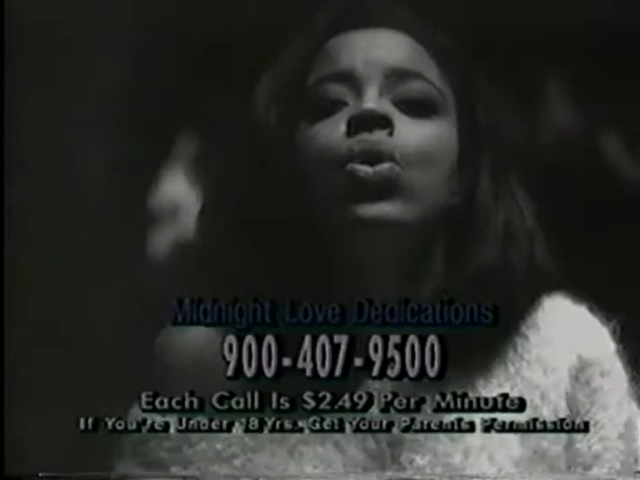 Midnight Love Dedications
900-407-9500
Each Call Is $2.49 Per Minute
If You're Under 18 Yrs. Get Your Parents Permission